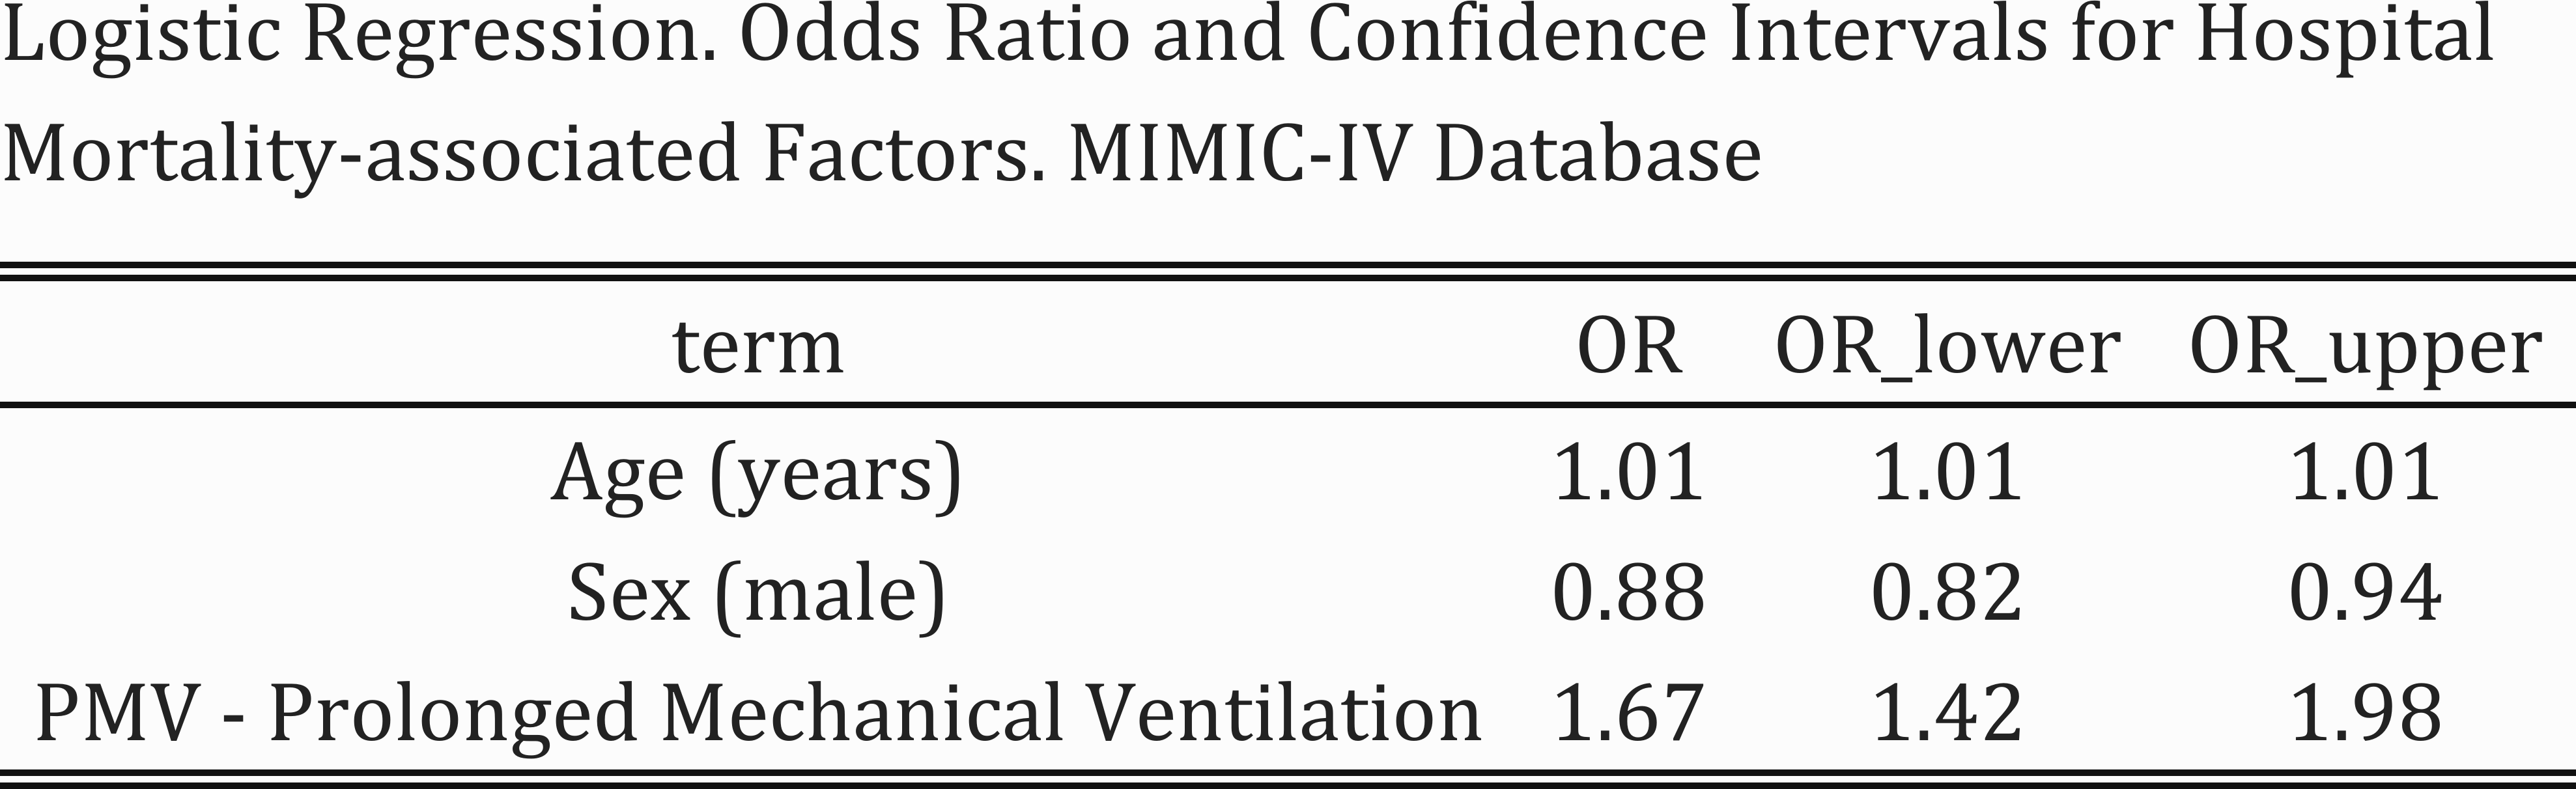 Logistic Regression. Odds Ratio and Confidence Intervals for Hospital
Mortality-associated Factors. MIMIC-IV Database
term OR OR_lower OR_upper
Age (years) 1.01 1.01 1.01
Sex (male) 0.88 0.82 0.94
PMV - Prolonged Mechanical Ventilation 1.67 1.42 1.98